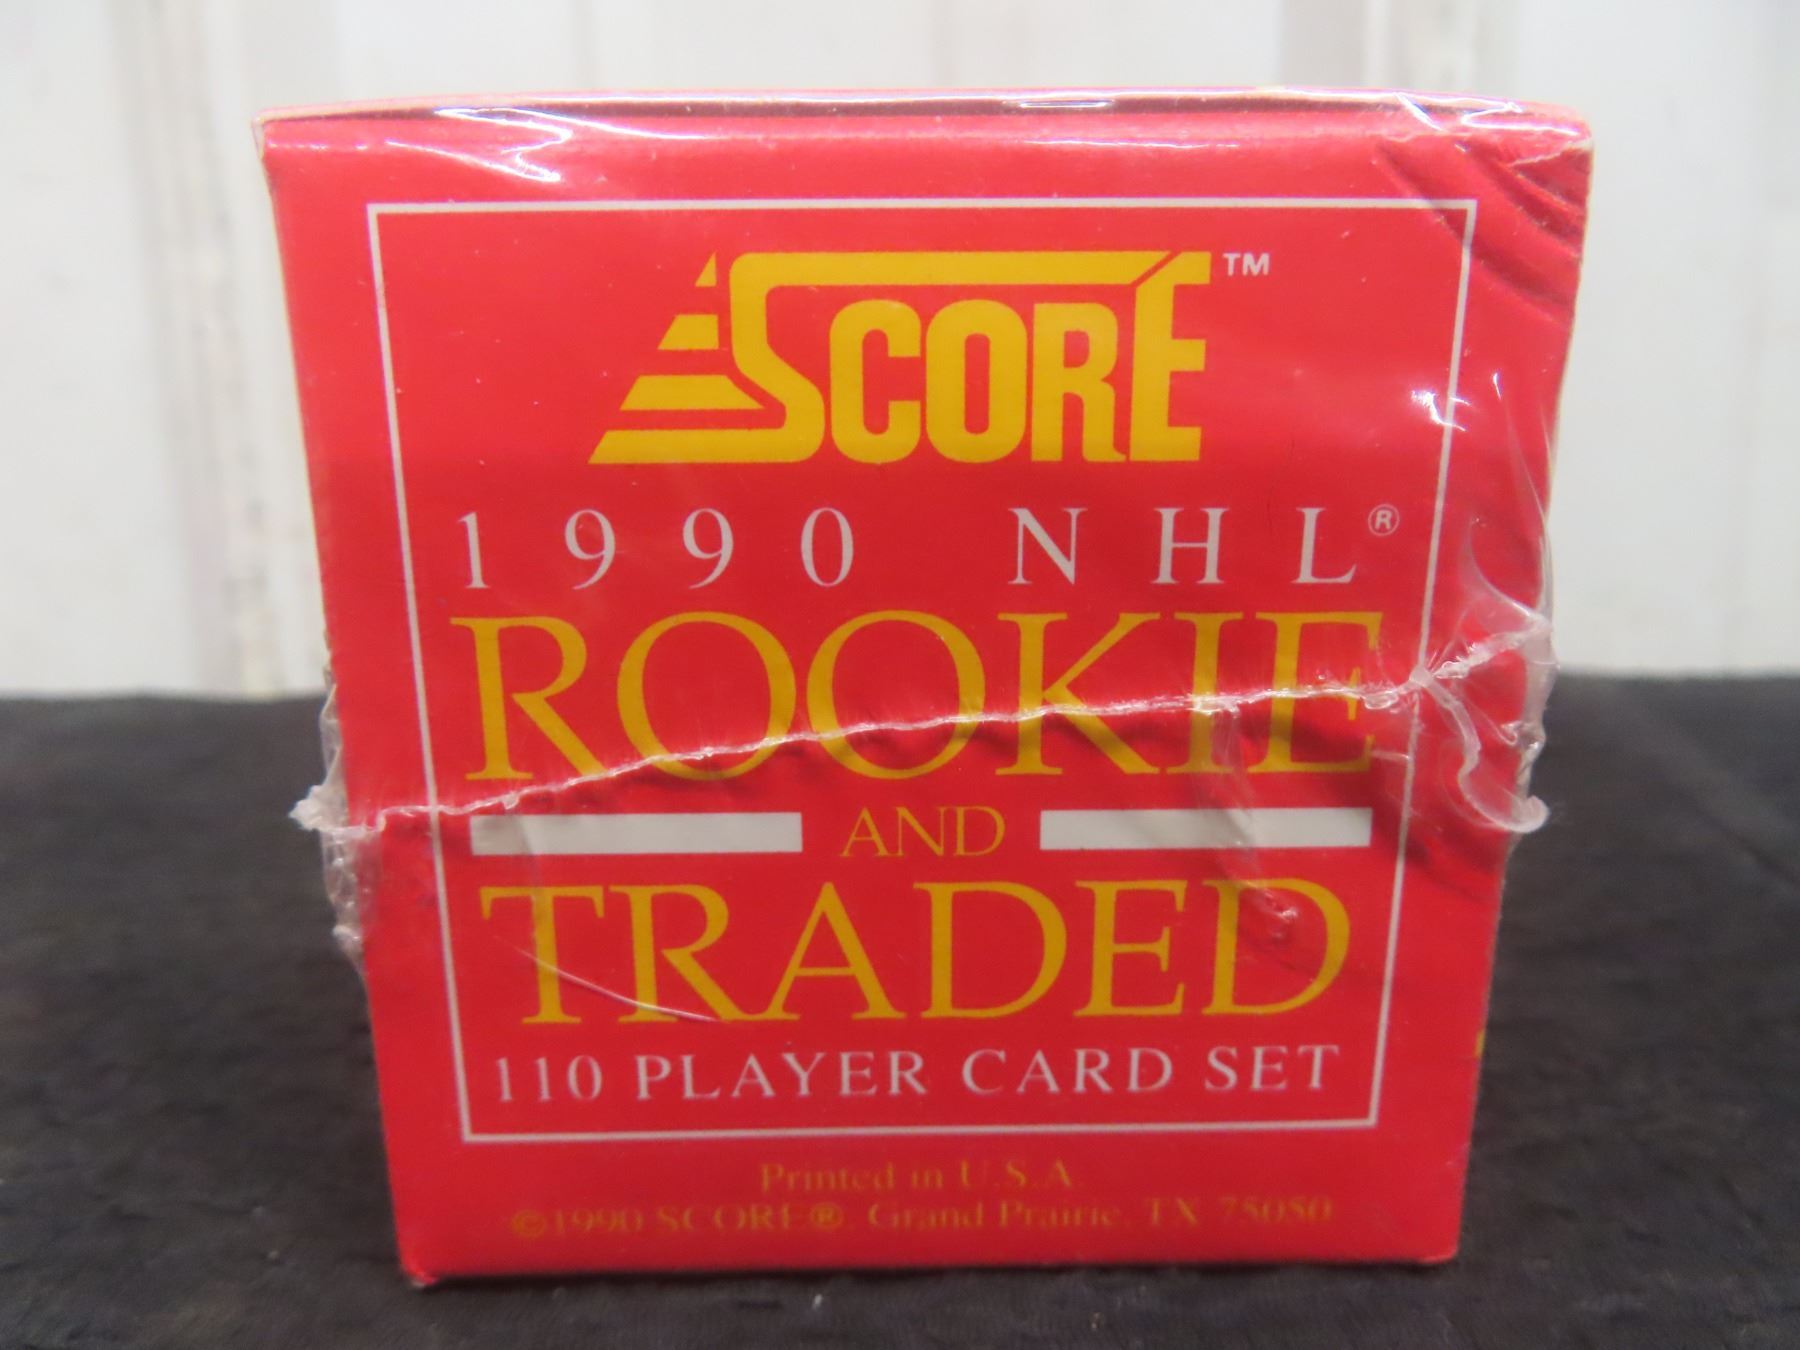 SCORE™
1990 NHL®
ROOKIE
AND
TRADED
110 PLAYER CARD SET
Printed in U.S.A.
©1990 SCORE®. Grand Prairie, TX 75050